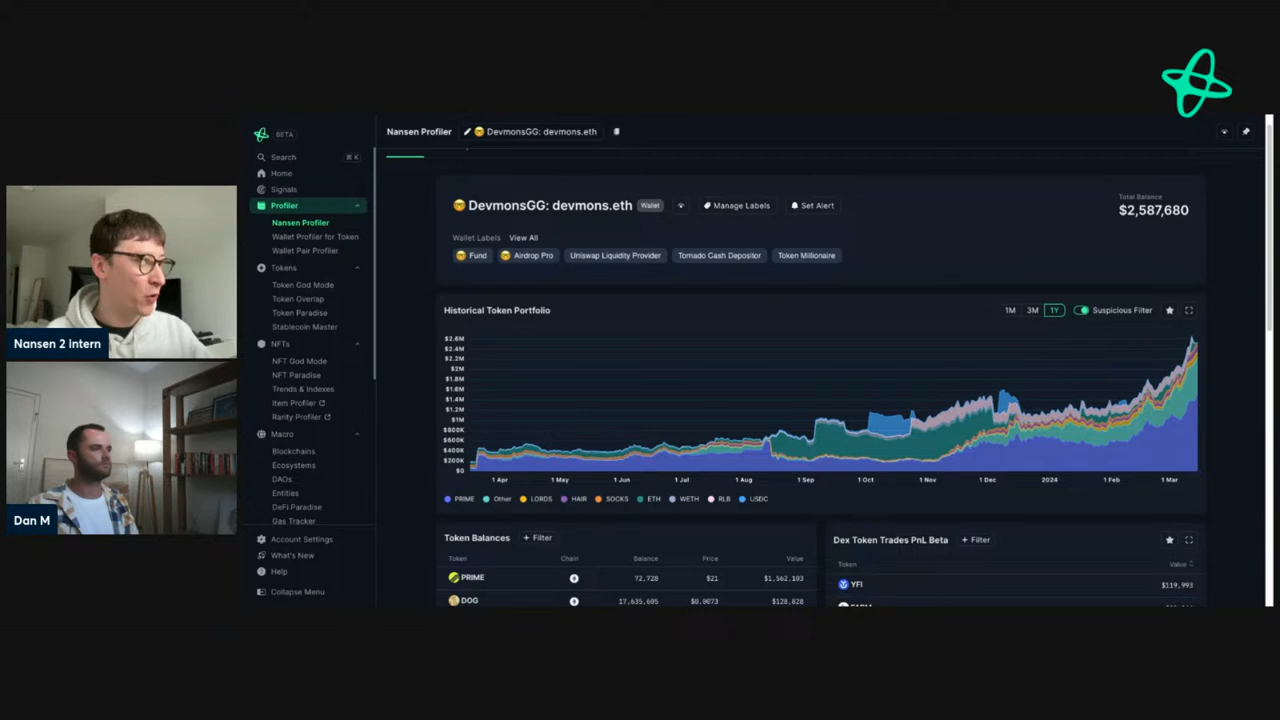 BETA
Search
⌘ K
Home
Signals
Profiler
Nansen Profiler
Wallet Profiler for Token
Wallet Pair Profiler
Tokens
Token God Mode
Token Overlap
Token Paradise
Stablecoin Master
NFTs
NFT God Mode
NFT Paradise
Trends & Indexes
Item Profiler
Rarity Profiler
Macro
Blockchains
Ecosystems
DAOs
Entities
DeFi Paradise
Gas Tracker
Account Settings
What's New
Help
Collapse Menu
Nansen 2 Intern
Dan M
Nansen Profiler DevmonsGG: devmons.eth
DevmonsGG: devmons.eth Wallet Manage Labels Set Alert
Total Balance
$2,587,680
Wallet Labels View All
Fund Airdrop Pro Uniswap Liquidity Provider Tornado Cash Depositor Token Millionaire
Historical Token Portfolio 1M 3M 1Y Suspicious Filter
$2.6M
$2.4M
$2.2M
$2M
$1.8M
$1.6M
$1.4M
$1.2M
$1M
$800K
$600K
$400K
$200K
$0
1 Apr 1 May 1 Jun 1 Jul 1 Aug 1 Sep 1 Oct 1 Nov 1 Dec 2024 1 Feb 1 Mar
PRIME Other LORDS HAIR SOCKS ETH WETH RLB USDC
Token Balances + Filter
Token Chain Balance Price Value
PRIME 72,728 $21 $1,562,103
DOG 17,635,605 $0.0073 $128,828
Dex Token Trades PnL Beta + Filter
Token Value
YFI $119,993